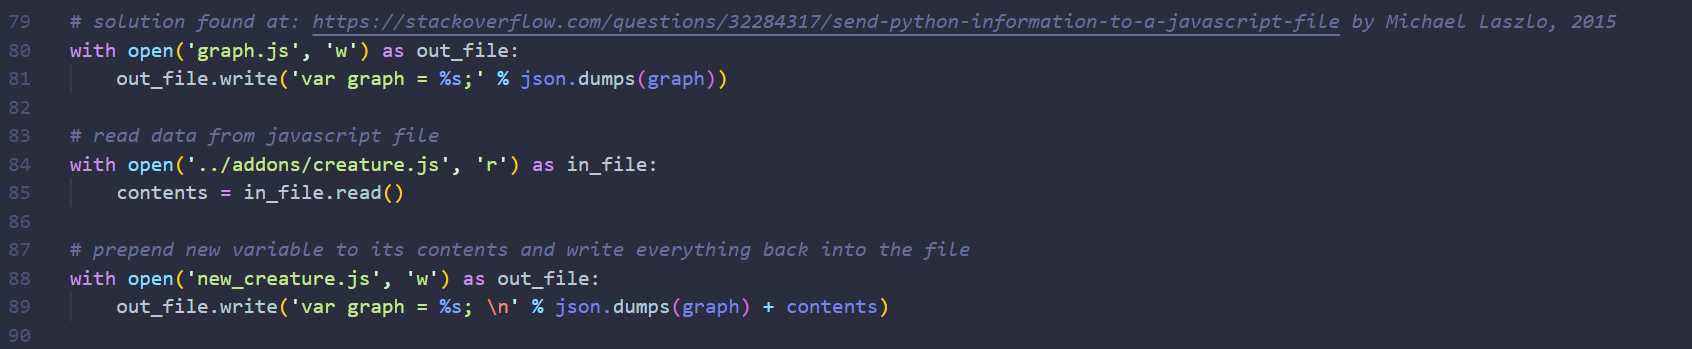 79 # solution found at: https://stackoverflow.com/questions/32284317/send-python-information-to-a-javascript-file by Michael Laszlo, 2015
80 with open('graph.js', 'w') as out_file:
81     out_file.write('var graph = %s;' % json.dumps(graph))
82
83 # read data from javascript file
84 with open('../addons/creature.js', 'r') as in_file:
85     contents = in_file.read()
86
87 # prepend new variable to its contents and write everything back into the file
88 with open('new_creature.js', 'w') as out_file:
89     out_file.write('var graph = %s; \n' % json.dumps(graph) + contents)
90